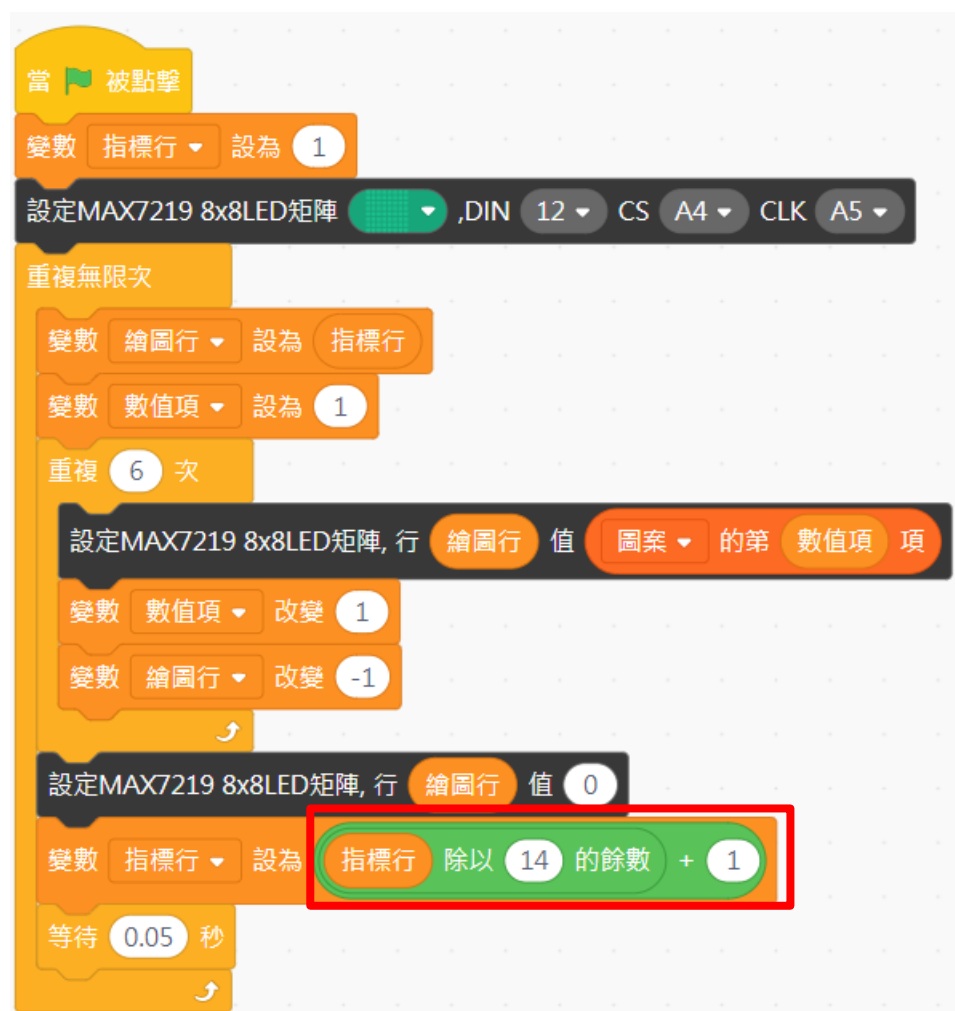 當 被點擊
變數 指標行 設為 1
設定MAX7219 8x8LED矩陣 ,DIN 12 CS A4 CLK A5
重複無限次
變數 繪圖行 設為 指標行
變數 數值項 設為 1
重複 6 次
設定MAX7219 8x8LED矩陣, 行 繪圖行 值 圖案 的第 數值項 項
變數 數值項 改變 1
變數 繪圖行 改變 -1
設定MAX7219 8x8LED矩陣, 行 繪圖行 值 0
變數 指標行 設為 指標行 除以 14 的餘數 + 1
等待 0.05 秒